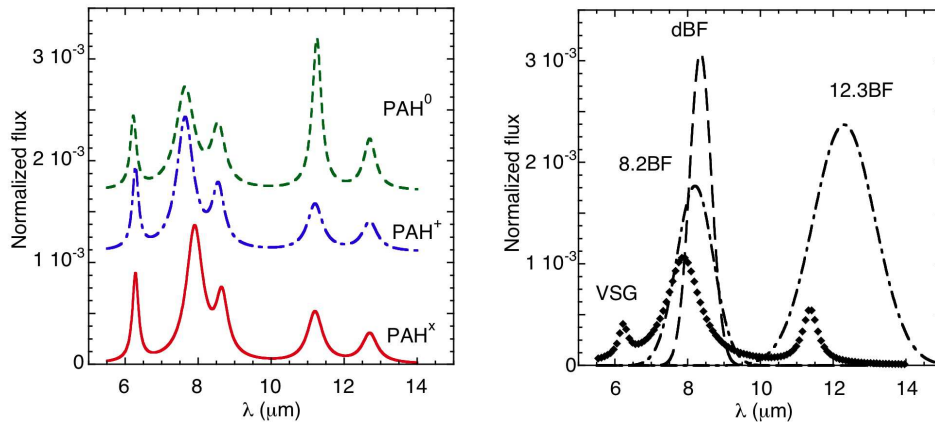 Normalized flux
3 10⁻³
2 10⁻³
1 10⁻³
0
PAH⁰
PAH⁺
PAHˣ
6 8 10 12 14
λ (μm)
Normalized flux
3 10⁻³
2 10⁻³
1 10⁻³
0
dBF
12.3BF
8.2BF
VSG
6 8 10 12 14
λ (μm)